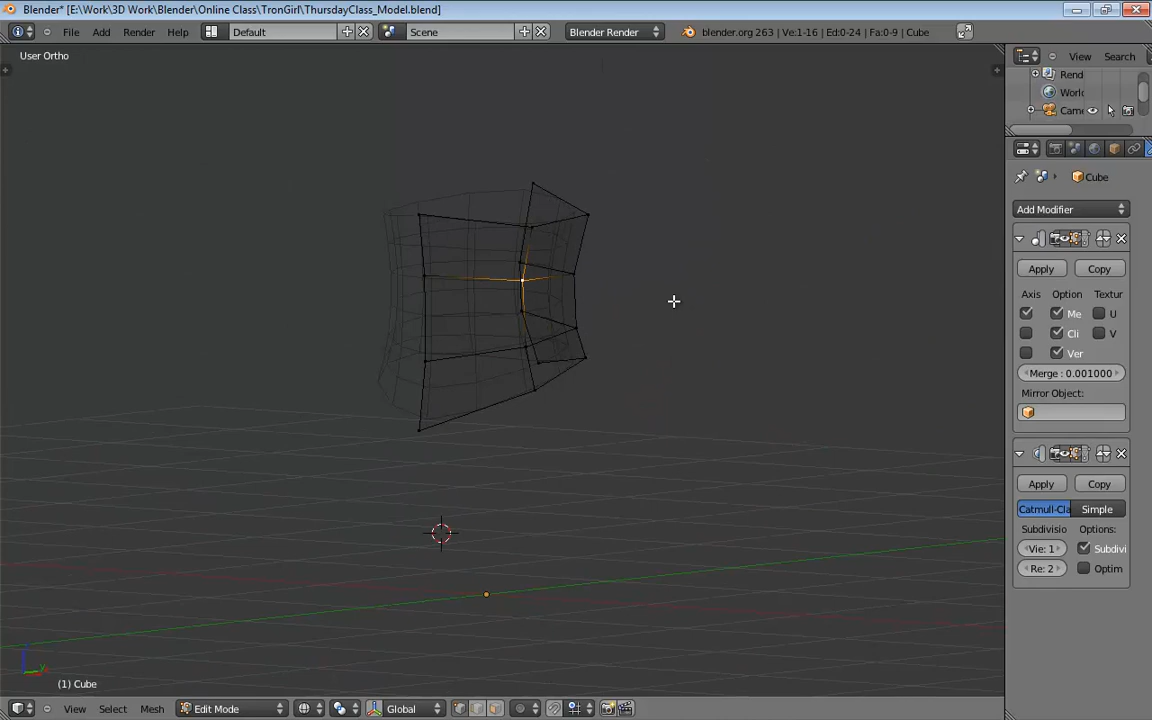 Blender* [E:\Work\3D Work\Blender\Online Class\TronGirl\ThursdayClass_Model.blend]
File Add Render Help Default Scene Blender Render blender.org 263 | Ve:1-16 | Ed:0-24 | Fa:0-9 | Cube
User Ortho
View Search
Rend
World
Came
Cube
Add Modifier
Apply Copy
Axis Option Textur
Me U
Cli V
Ver
Merge : 0.001000
Mirror Object:
Apply Copy
Catmull-Cla Simple
Subdivisio Options:
Vie: 1 Subdivi
Re: 2 Optim
(1) Cube
View Select Mesh Edit Mode Global